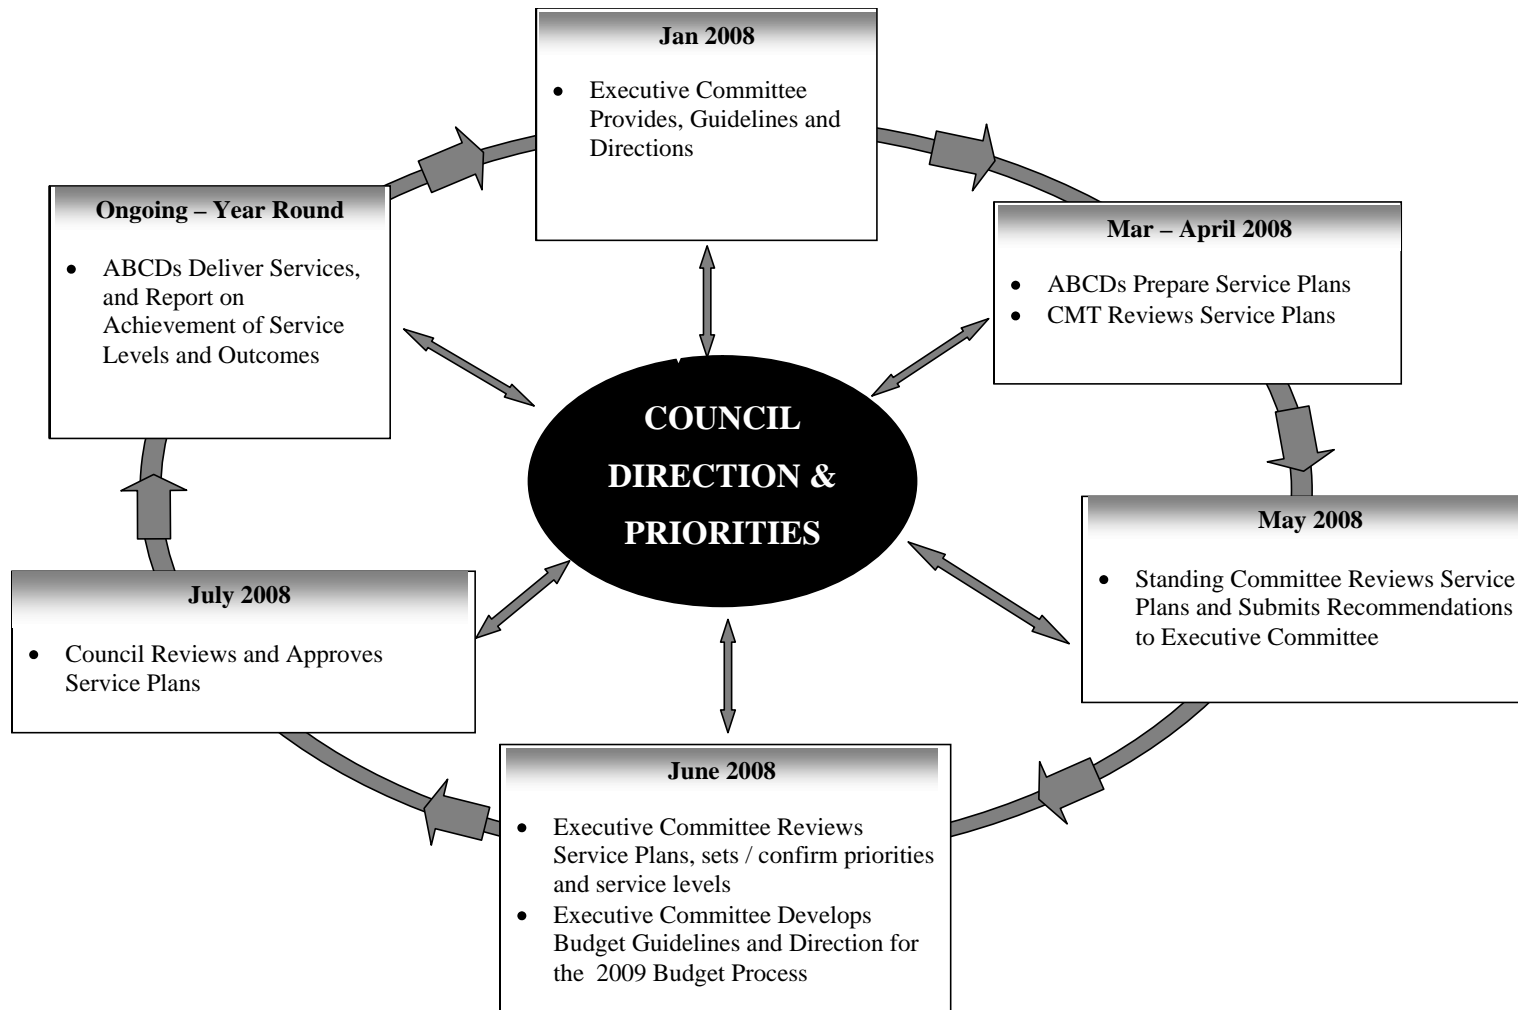 Jan 2008
• Executive Committee
Provides, Guidelines and
Directions
Mar – April 2008
• ABCDs Prepare Service Plans
• CMT Reviews Service Plans
May 2008
• Standing Committee Reviews Service
Plans and Submits Recommendations
to Executive Committee
June 2008
• Executive Committee Reviews
Service Plans, sets / confirm priorities
and service levels
• Executive Committee Develops
Budget Guidelines and Direction for
the 2009 Budget Process
July 2008
• Council Reviews and Approves
Service Plans
Ongoing – Year Round
• ABCDs Deliver Services,
and Report on
Achievement of Service
Levels and Outcomes
COUNCIL
DIRECTION &
PRIORITIES